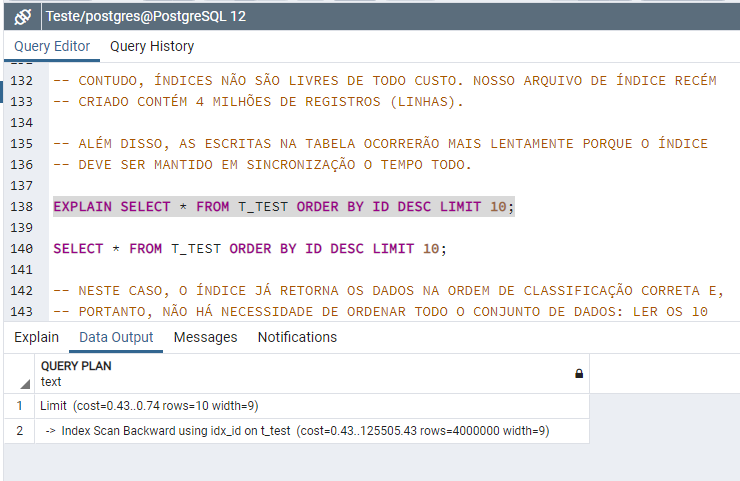 Teste/postgres@PostgreSQL 12
Query Editor Query History
132 -- CONTUDO, ÍNDICES NÃO SÃO LIVRES DE TODO CUSTO. NOSSO ARQUIVO DE ÍNDICE RECÉM
133 -- CRIADO CONTÉM 4 MILHÕES DE REGISTROS (LINHAS).
134
135 -- ALÉM DISSO, AS ESCRITAS NA TABELA OCORRERÃO MAIS LENTAMENTE PORQUE O ÍNDICE
136 -- DEVE SER MANTIDO EM SINCRONIZAÇÃO O TEMPO TODO.
137
138 EXPLAIN SELECT * FROM T_TEST ORDER BY ID DESC LIMIT 10;
139
140 SELECT * FROM T_TEST ORDER BY ID DESC LIMIT 10;
141
142 -- NESTE CASO, O ÍNDICE JÁ RETORNA OS DADOS NA ORDEM DE CLASSIFICAÇÃO CORRETA E,
143 -- PORTANTO, NÃO HÁ NECESSIDADE DE ORDENAR TODO O CONJUNTO DE DADOS: LER OS 10
Explain Data Output Messages Notifications
QUERY PLAN
text
1 Limit (cost=0.43..0.74 rows=10 width=9)
2 -> Index Scan Backward using idx_id on t_test (cost=0.43..125505.43 rows=4000000 width=9)